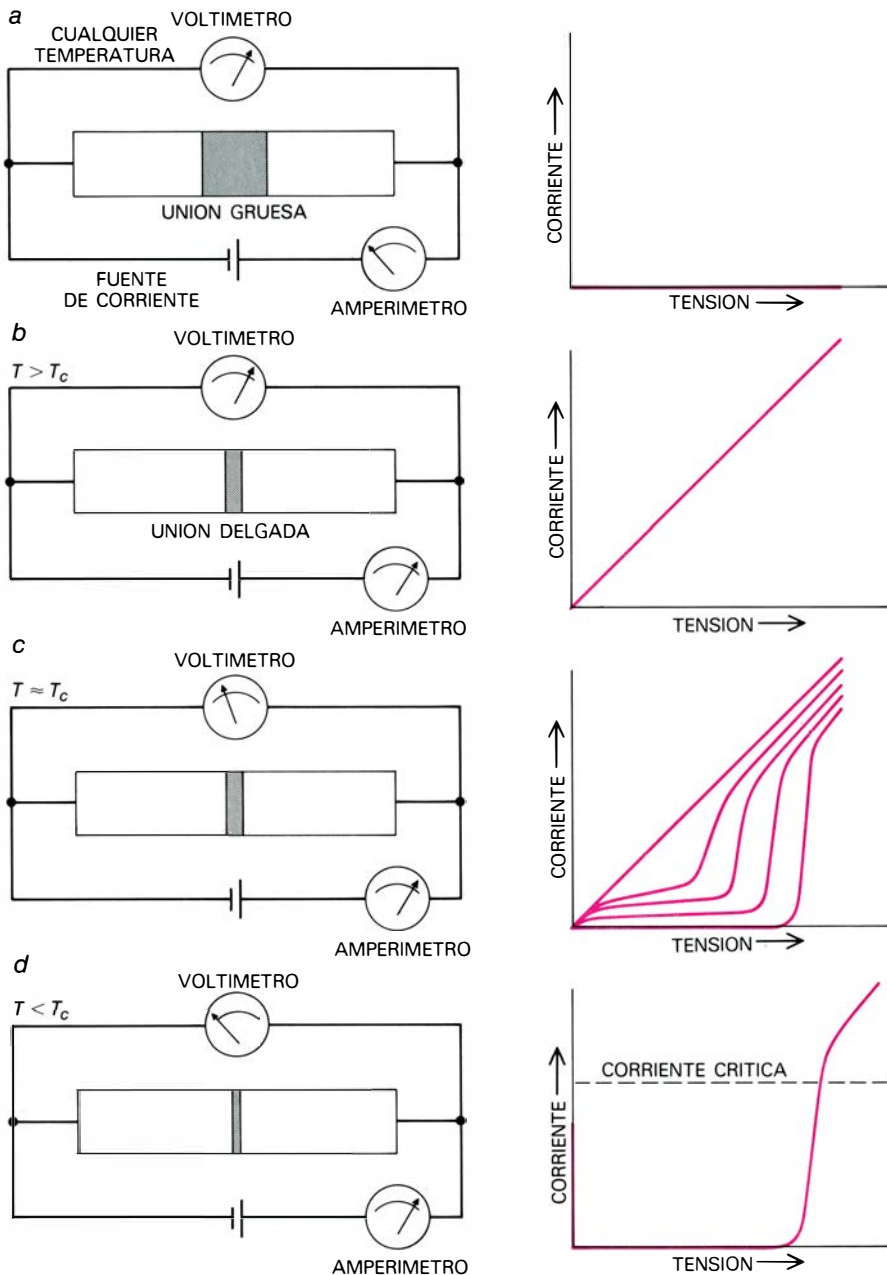 a
VOLTIMETRO
CUALQUIER
TEMPERATURA
UNION GRUESA
FUENTE
DE CORRIENTE
AMPERIMETRO
CORRIENTE
TENSION
b
VOLTIMETRO
T > Tc
UNION DELGADA
AMPERIMETRO
CORRIENTE
TENSION
c
VOLTIMETRO
T ≈ Tc
AMPERIMETRO
CORRIENTE
TENSION
d
VOLTIMETRO
T < Tc
AMPERIMETRO
CORRIENTE CRITICA
CORRIENTE
TENSION